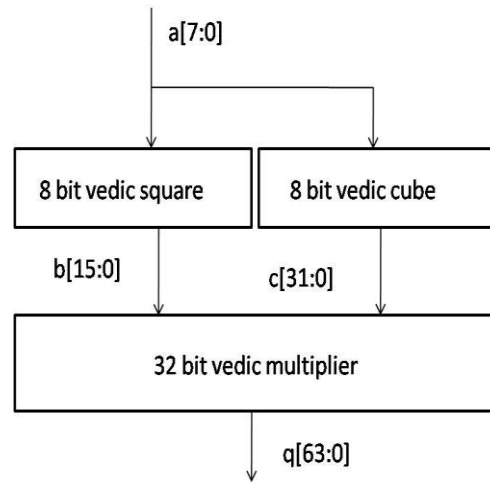 a[7:0]
8 bit vedic square
8 bit vedic cube
b[15:0]
c[31:0]
32 bit vedic multiplier
q[63:0]